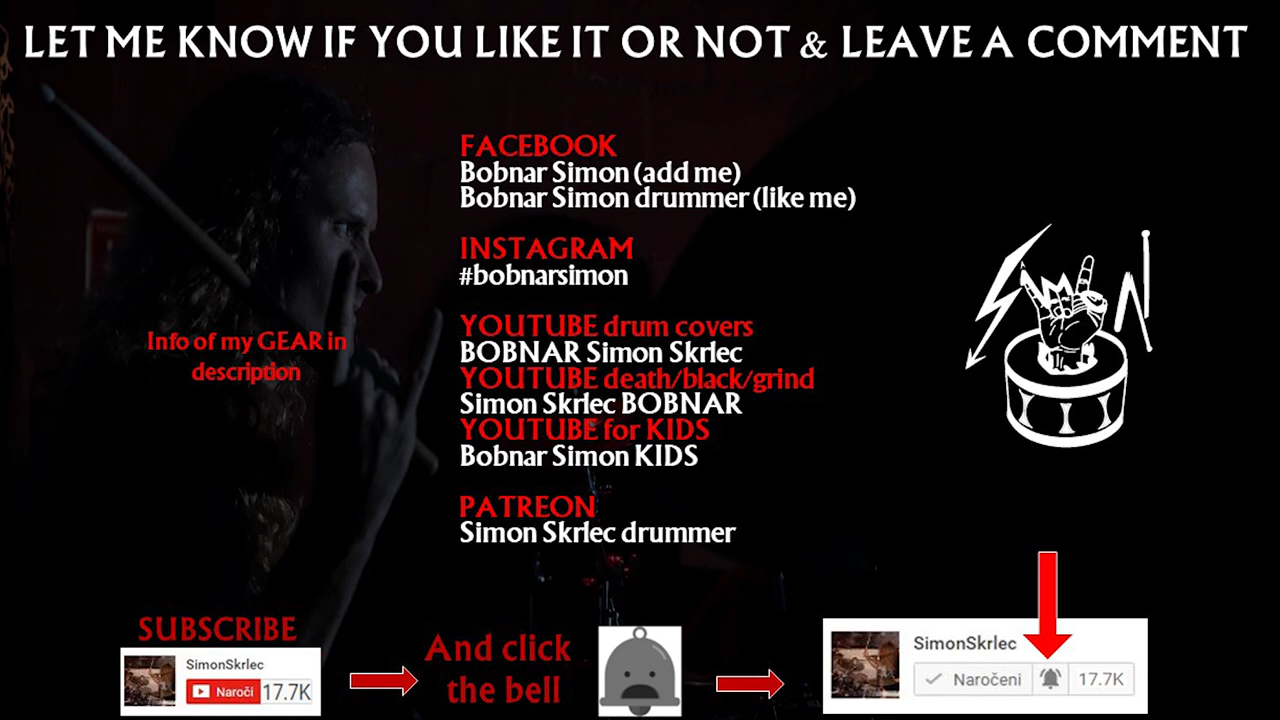 LET ME KNOW IF YOU LIKE IT OR NOT & LEAVE A COMMENT
FACEBOOK
Bobnar Simon (add me)
Bobnar Simon drummer (like me)
INSTAGRAM
#bobnarsimon
YOUTUBE drum covers
BOBNAR Simon Skrlec
YOUTUBE death/black/grind
Simon Skrlec BOBNAR
YOUTUBE for KIDS
Bobnar Simon KIDS
PATREON
Simon Skrlec drummer
Info of my GEAR in
description
SIMON
SUBSCRIBE
SimonSkrlec
Naroči 17.7K
And click
the bell
SimonSkrlec
Naročeni 17.7K